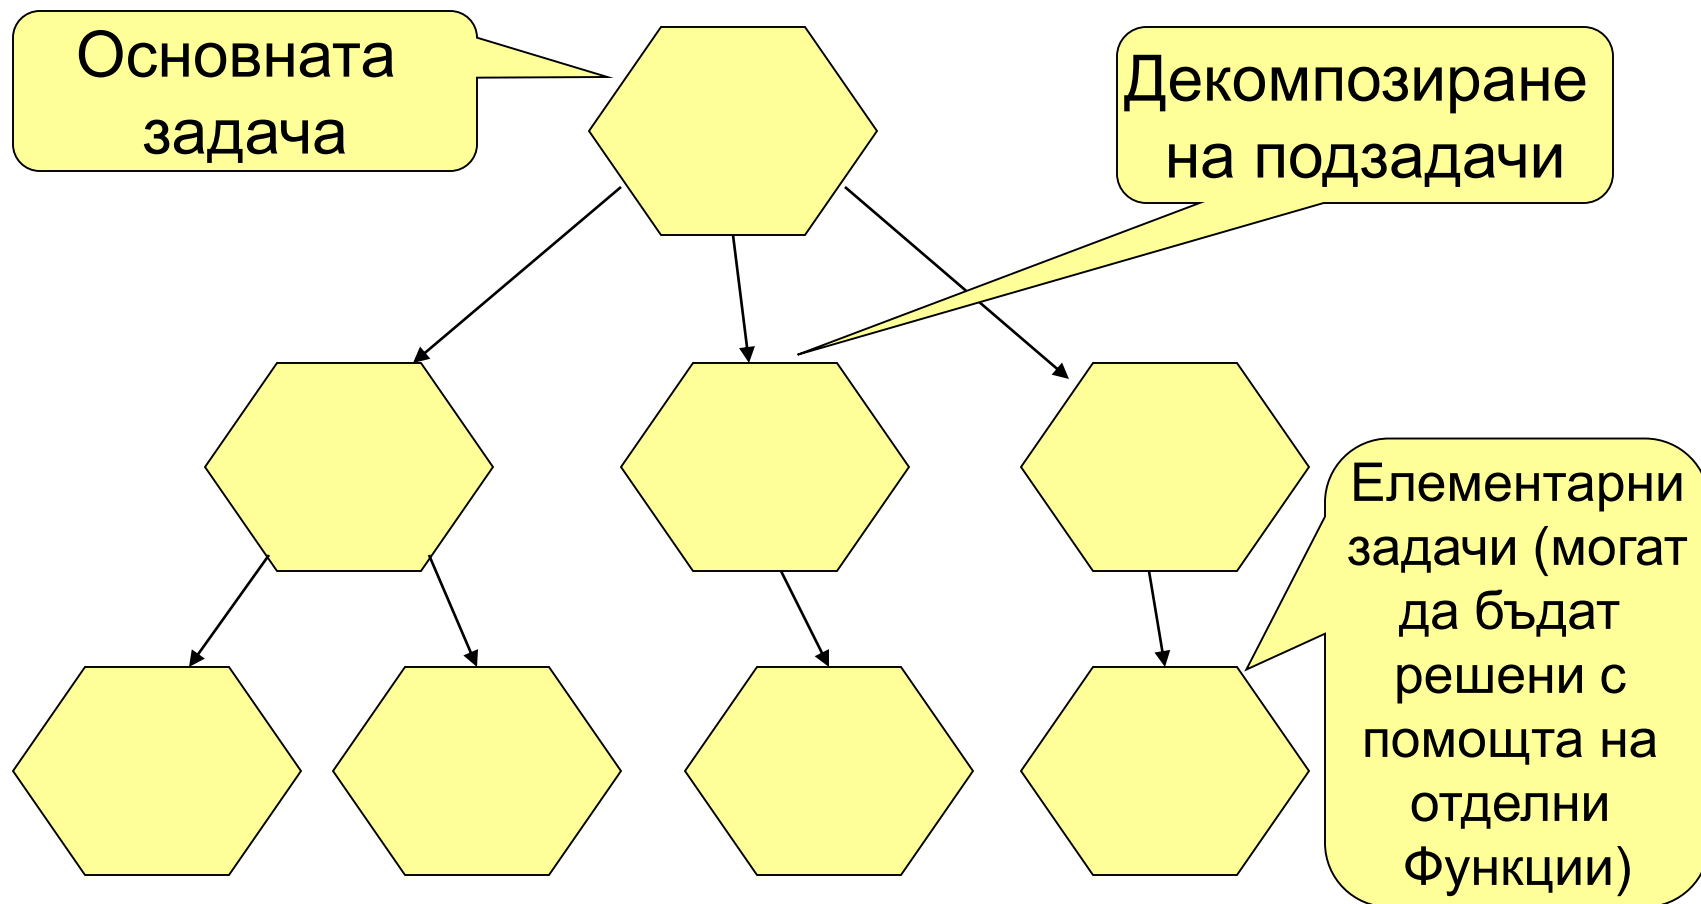 Основната
задача
Декомпозиране
на подзадачи
Елементарни
задачи (могат
да бъдат
решени с
помощта на
отделни
Функции)